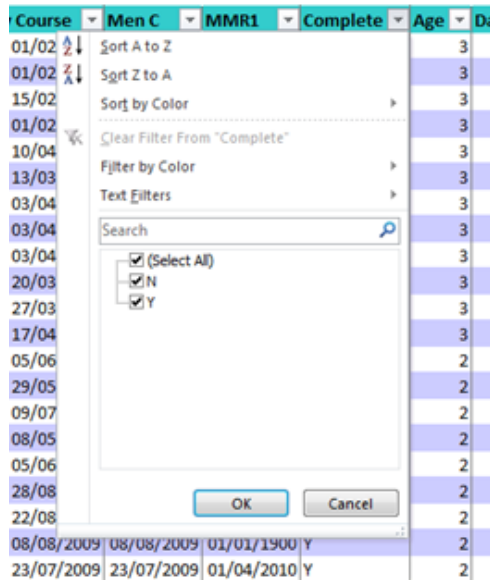 Course Men C MMR1 Complete Age Da
01/02 Sort A to Z 3
01/02 Sort Z to A 3
15/02 Sort by Color 3
01/02 Clear Filter From "Complete" 3
10/04 3
13/03 Filter by Color 3
03/04 Text Filters 3
03/04 Search 3
03/04 (Select All) 3
20/03 N 3
27/03 Y 3
17/04 3
05/06 2
29/05 2
09/07 2
08/05 2
05/06 2
28/08 2
22/08 OK Cancel 2
08/08/2009 08/08/2009 01/01/1900 Y 2
23/07/2009 23/07/2009 01/04/2010 Y 2